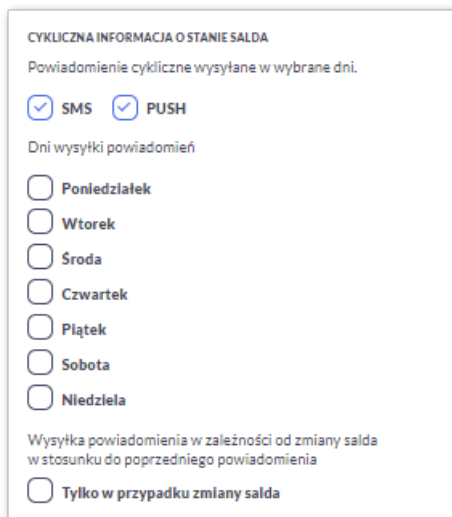 CYKLICZNA INFORMACJA O STANIE SALDA
Powiadomienie cykliczne wysyłane w wybrane dni.
SMS PUSH
Dni wysyłki powiadomień
Poniedziałek
Wtorek
Środa
Czwartek
Piątek
Sobota
Niedziela
Wysyłka powiadomienia w zależności od zmiany salda
w stosunku do poprzedniego powiadomienia
Tylko w przypadku zmiany salda